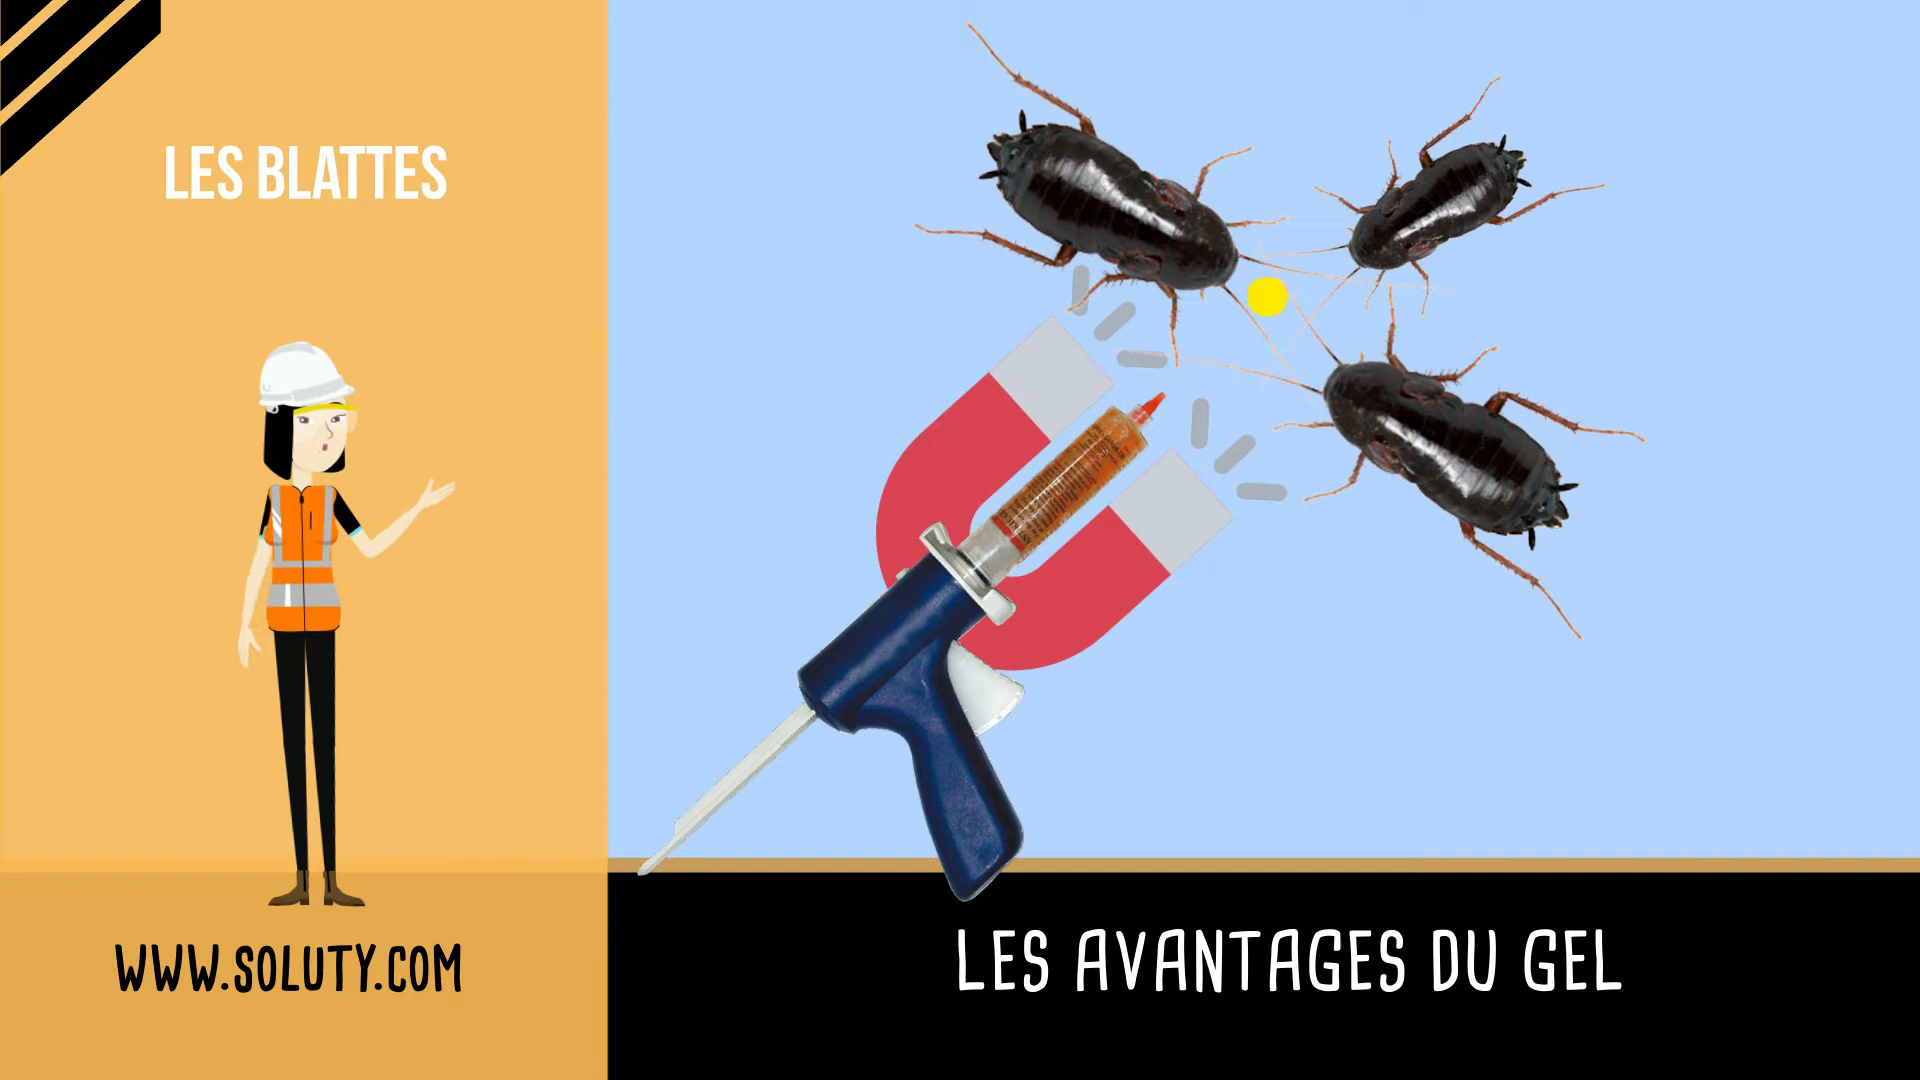 LES BLATTES
WWW.SOLUTY.COM
LES AVANTAGES DU GEL